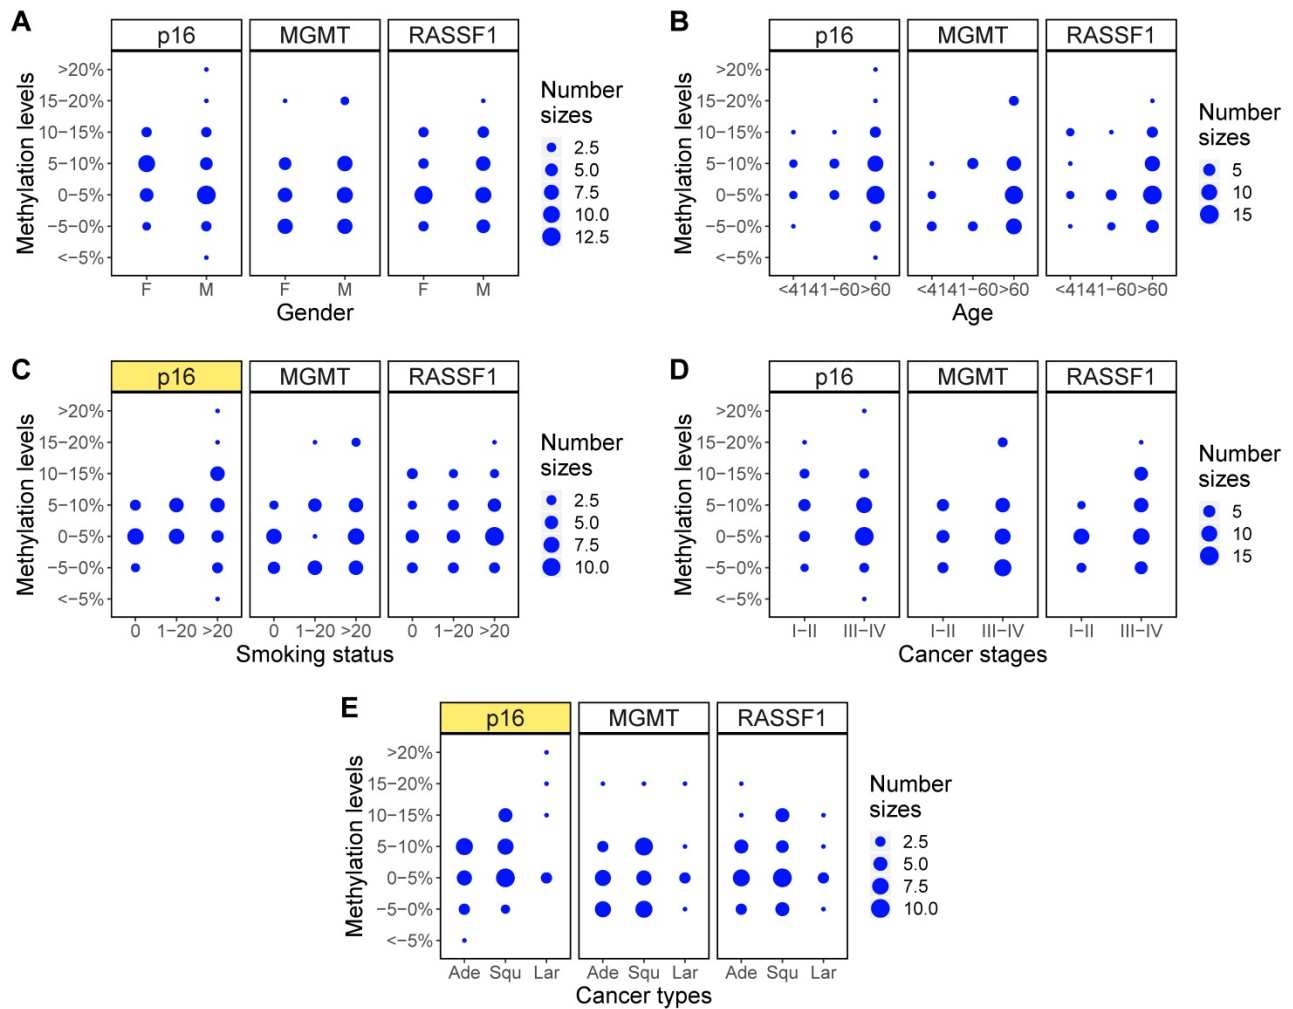 A
p16 MGMT RASSF1
Methylation levels
>20%
15−20%
10−15%
5−10%
0−5%
−5−0%
<−5%
F M F M F M
Gender
Number
sizes
2.5
5.0
7.5
10.0
12.5
B
p16 MGMT RASSF1
Methylation levels
>20%
15−20%
10−15%
5−10%
0−5%
−5−0%
<−5%
<41 41−60 >60 <41 41−60 >60 <41 41−60 >60
Age
Number
sizes
5
10
15
C
p16 MGMT RASSF1
Methylation levels
>20%
15−20%
10−15%
5−10%
0−5%
−5−0%
<−5%
0 1−20 >20 0 1−20 >20 0 1−20 >20
Smoking status
Number
sizes
2.5
5.0
7.5
10.0
D
p16 MGMT RASSF1
Methylation levels
>20%
15−20%
10−15%
5−10%
0−5%
−5−0%
<−5%
I−II III−IV I−II III−IV I−II III−IV
Cancer stages
Number
sizes
5
10
15
E
p16 MGMT RASSF1
Methylation levels
>20%
15−20%
10−15%
5−10%
0−5%
−5−0%
<−5%
Ade Squ Lar Ade Squ Lar Ade Squ Lar
Cancer types
Number
sizes
2.5
5.0
7.5
10.0